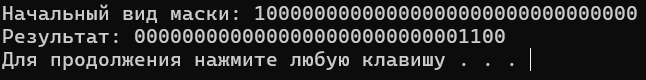 Начальный вид маски: 10000000000000000000000000000000
Результат: 00000000000000000000000000001100
Для продолжения нажмите любую клавишу . . .